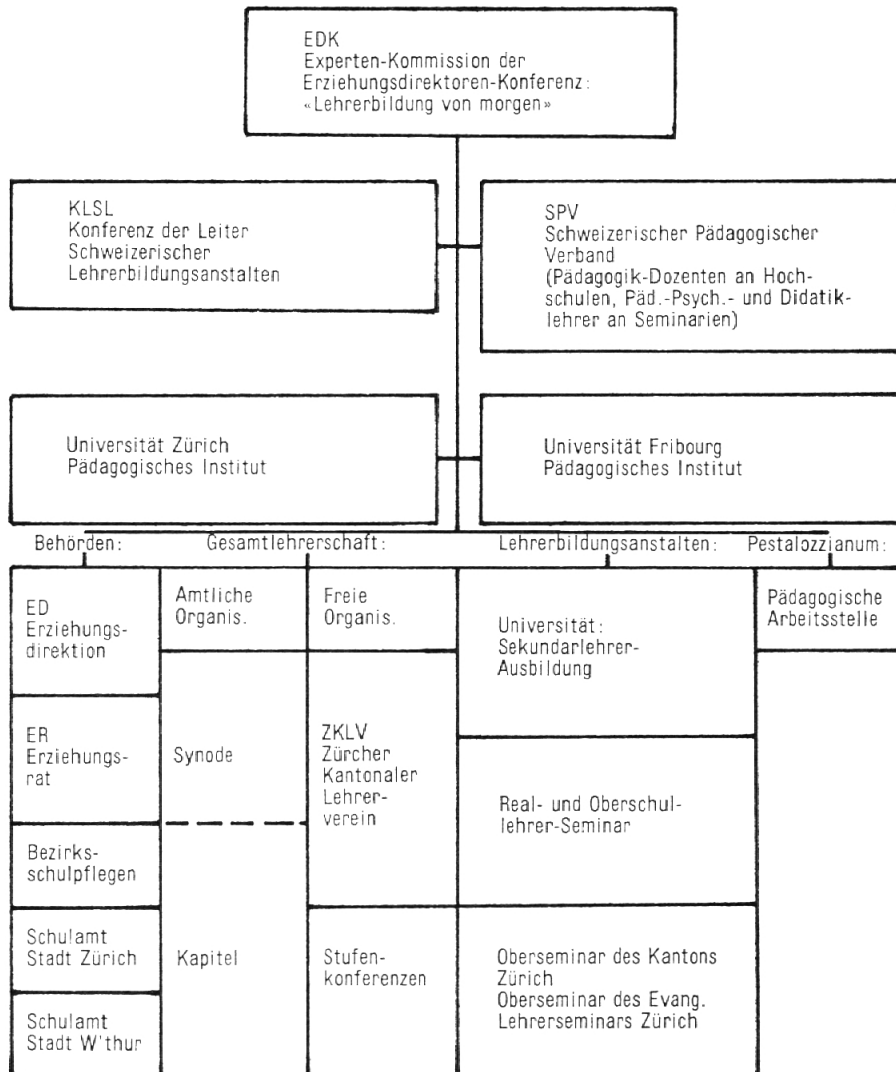 EDK
Experten-Kommission der
Erziehungsdirektoren-Konferenz:
«Lehrerbildung von morgen»
KLSL
Konferenz der Leiter
Schweizerischer
Lehrerbildungsanstalten
SPV
Schweizerischer Pädagogischer
Verband
(Pädagogik-Dozenten an Hoch-
schulen, Päd.-Psych.- und Didatik-
lehrer an Seminarien)
Universität Zürich
Pädagogisches Institut
Universität Fribourg
Pädagogisches Institut
Behörden:
ED
Erziehungs-
direktion
ER
Erziehungs-
rat
Bezirks-
schulpflegen
Schulamt
Stadt Zürich
Schulamt
Stadt W'thur
Gesamtlehrerschaft:
Amtliche
Organis.
Synode
Kapitel
Freie
Organis.
ZKLV
Zürcher
Kantonaler
Lehrer-
verein
Stufen-
konferenzen
Lehrerbildungsanstalten:
Universität:
Sekundarlehrer-
Ausbildung
Real- und Oberschul-
lehrer-Seminar
Oberseminar des Kantons
Zürich
Oberseminar des Evang.
Lehrerseminars Zürich
Pestalozzianum:
Pädagogische
Arbeitsstelle